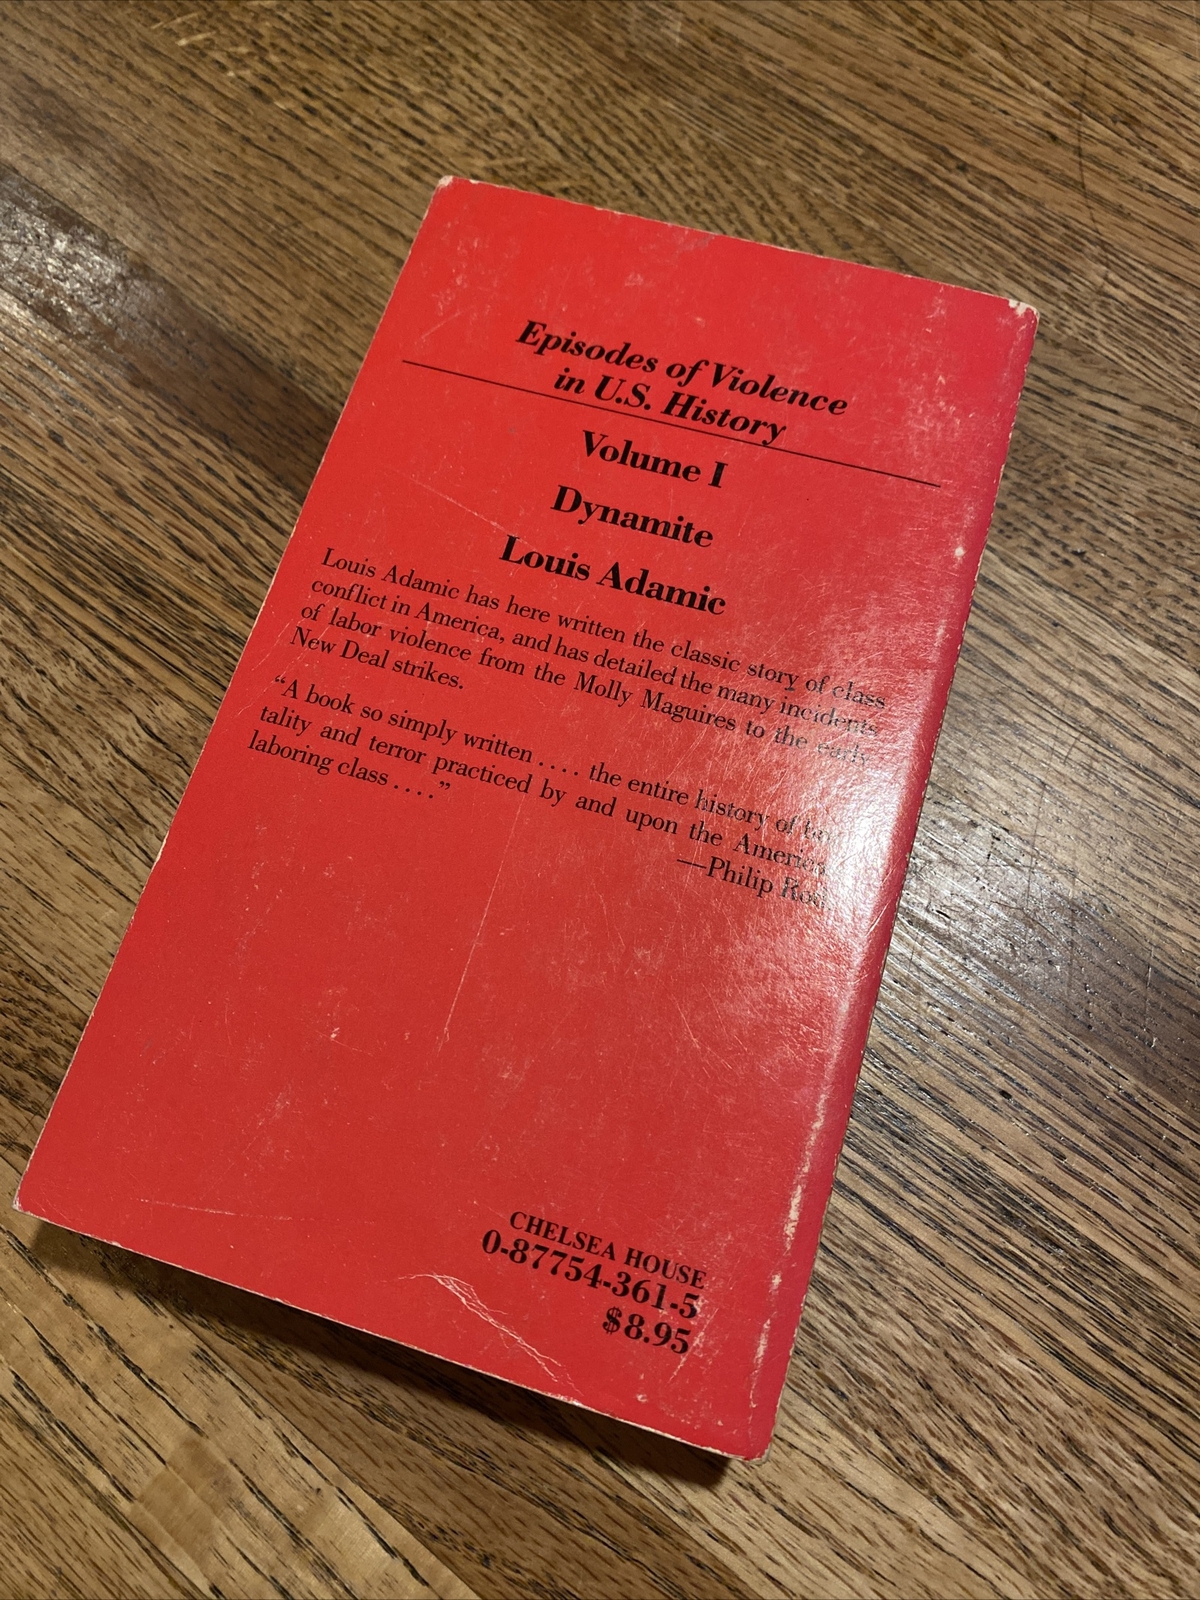 Episodes of Violence
in U.S. History
Volume I
Dynamite
Louis Adamic
Louis Adamic has here written the classic story of class
conflict in America, and has detailed the many incidents
of labor violence from the Molly Maguires to the early
New Deal strikes.
“A book so simply written . . . . the entire history of
tality and terror practiced by and upon the
laboring class . . . .”
—Philip
CHELSEA HOUSE
0-87754-361-5
$8.95